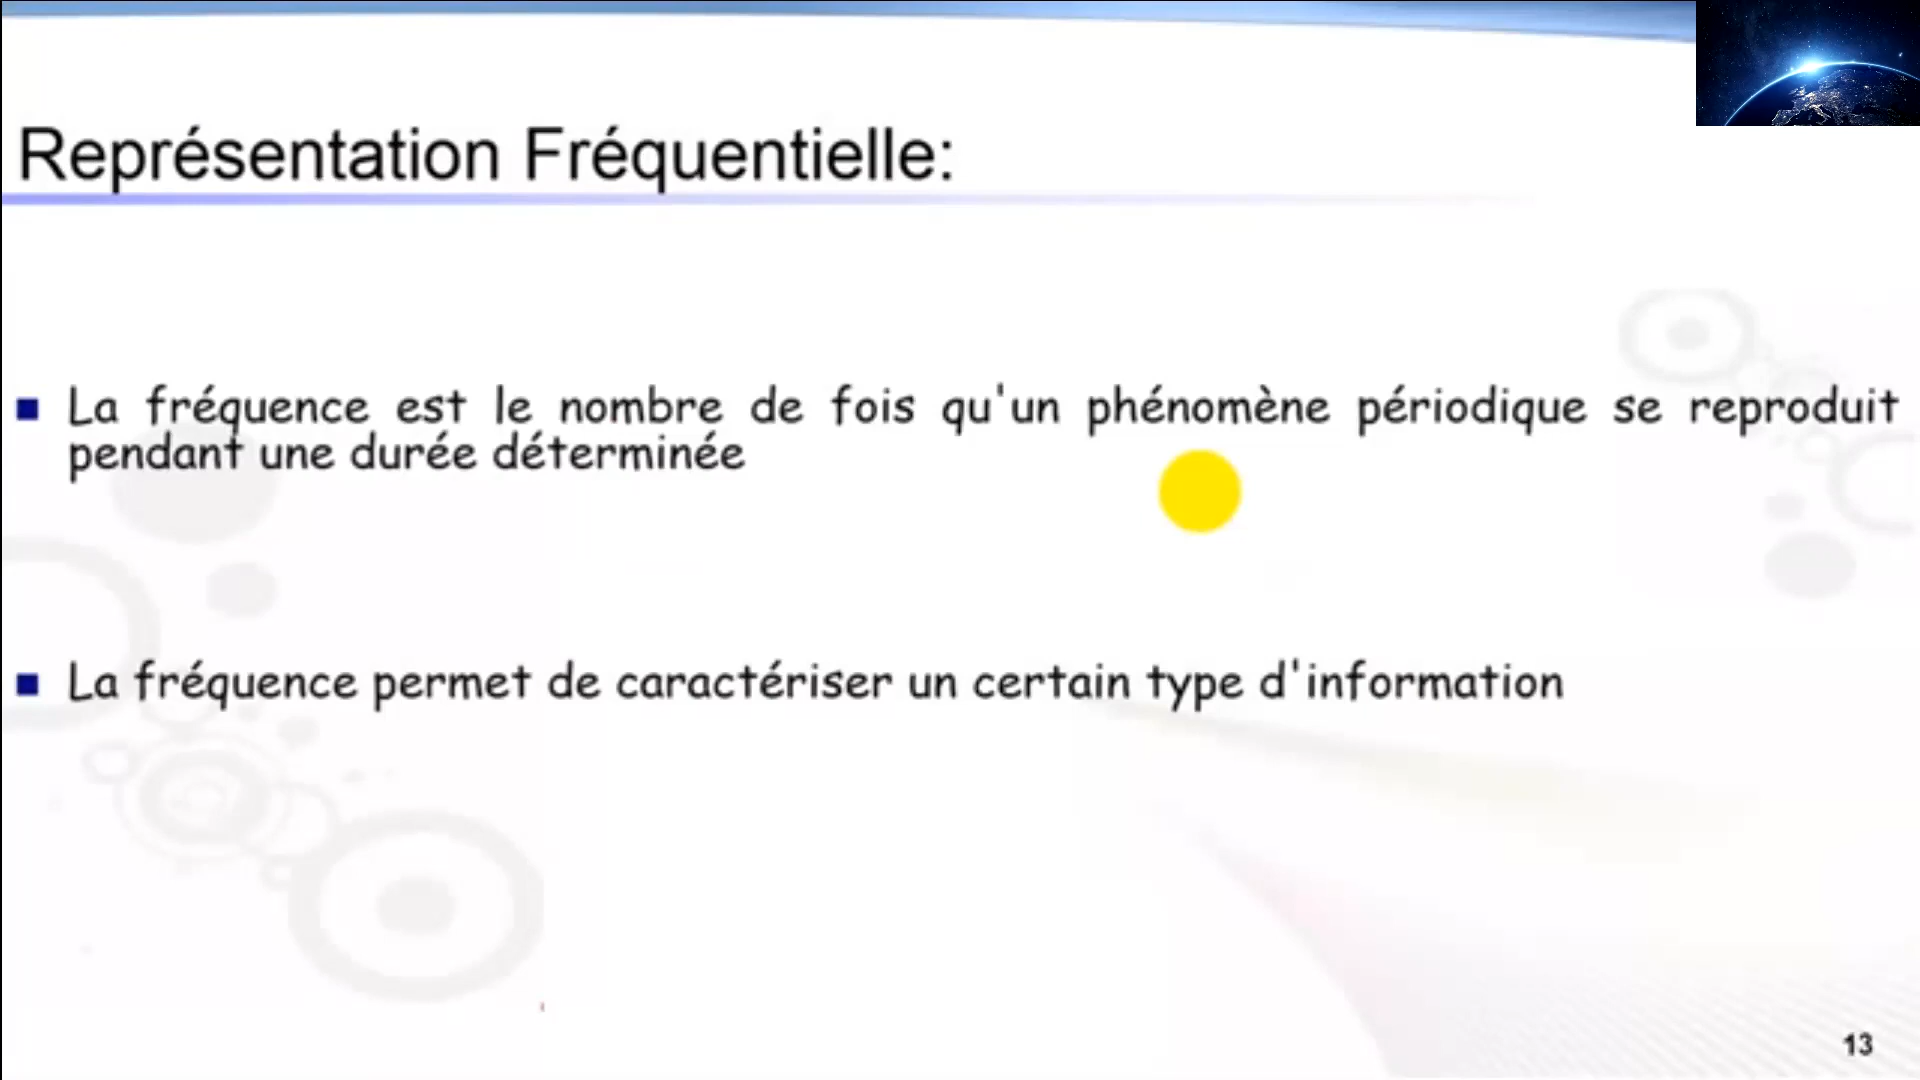 Représentation Fréquentielle:
La fréquence est le nombre de fois qu'un phénomène périodique se reproduit
pendant une durée déterminée
La fréquence permet de caractériser un certain type d'information
13